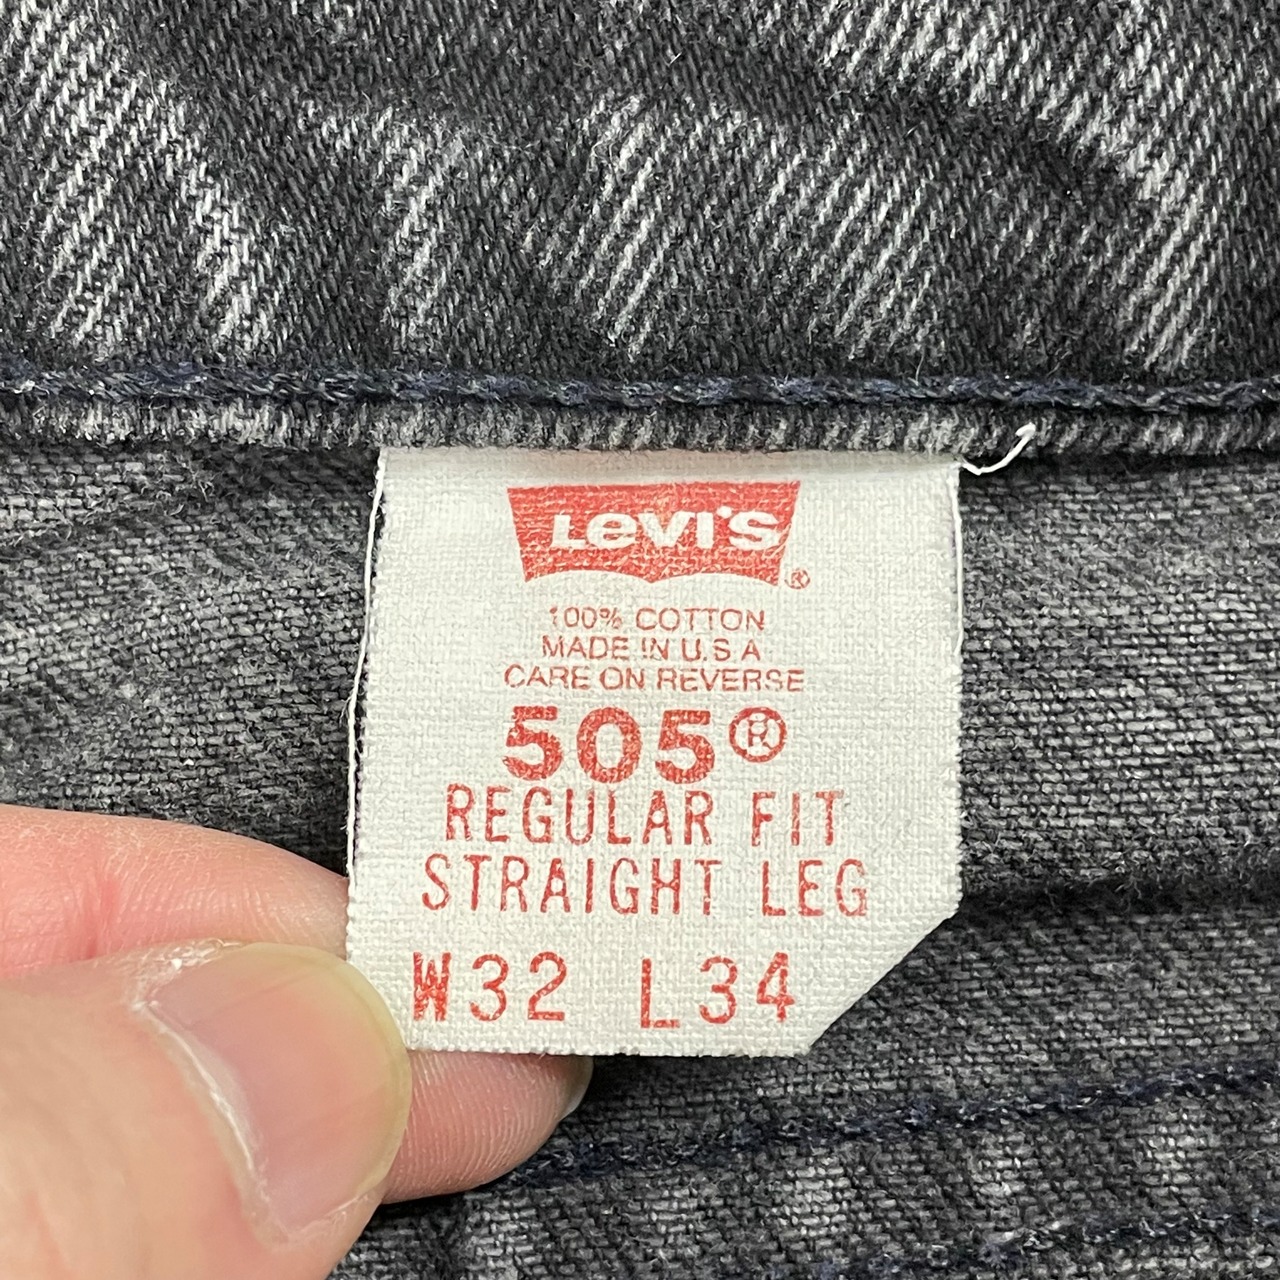 Levi's®
100% COTTON
MADE IN U.S.A
CARE ON REVERSE
505®
REGULAR FIT
STRAIGHT LEG
W32 L34